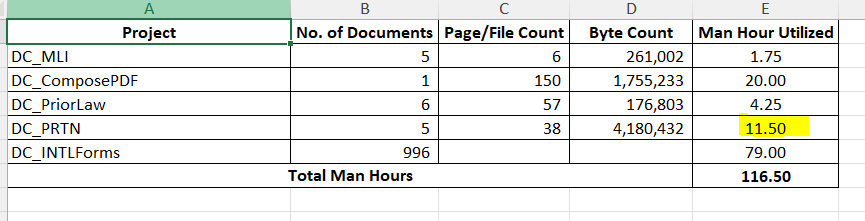 A B C D E
Project No. of Documents Page/File Count Byte Count Man Hour Utilized
DC_MLI 5 6 261,002 1.75
DC_ComposePDF 1 150 1,755,233 20.00
DC_PriorLaw 6 57 176,803 4.25
DC_PRTN 5 38 4,180,432 11.50
DC_INTLForms 996 79.00
Total Man Hours 116.50